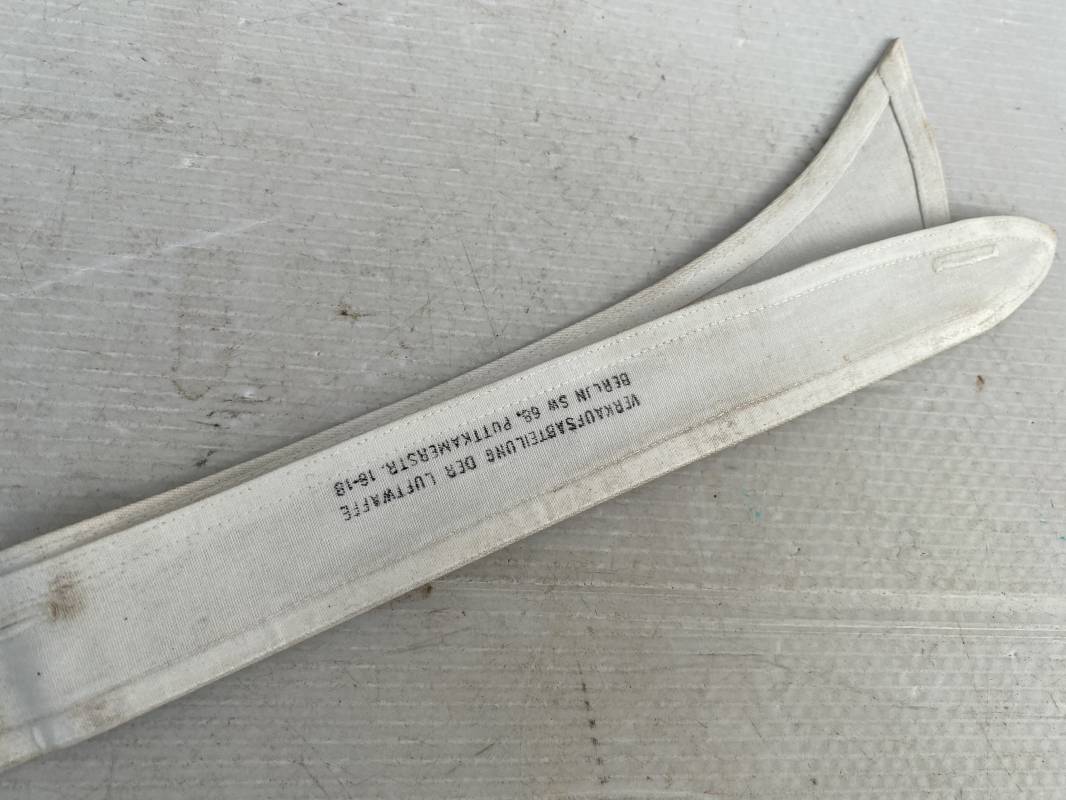 VERKAUFSABTEILUNG DER LUFTWAFFE
BERLIN SW 68, PUTTKAMERSTR. 16-18